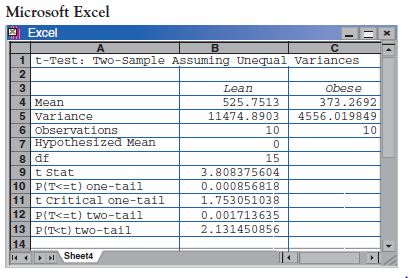 Microsoft Excel
Excel
A B C
1 t-Test: Two-Sample Assuming Unequal Variances
2
3 Lean Obese
4 Mean 525.7513 373.2692
5 Variance 11474.8903 4556.019849
6 Observations 10 10
7 Hypothesized Mean 0
8 df 15
9 t Stat 3.808375604
10 P(T<=t) one-tail 0.000856818
11 t Critical one-tail 1.753051038
12 P(T<=t) two-tail 0.001713635
13 P(T<t) two-tail 2.131450856
14
Sheet4